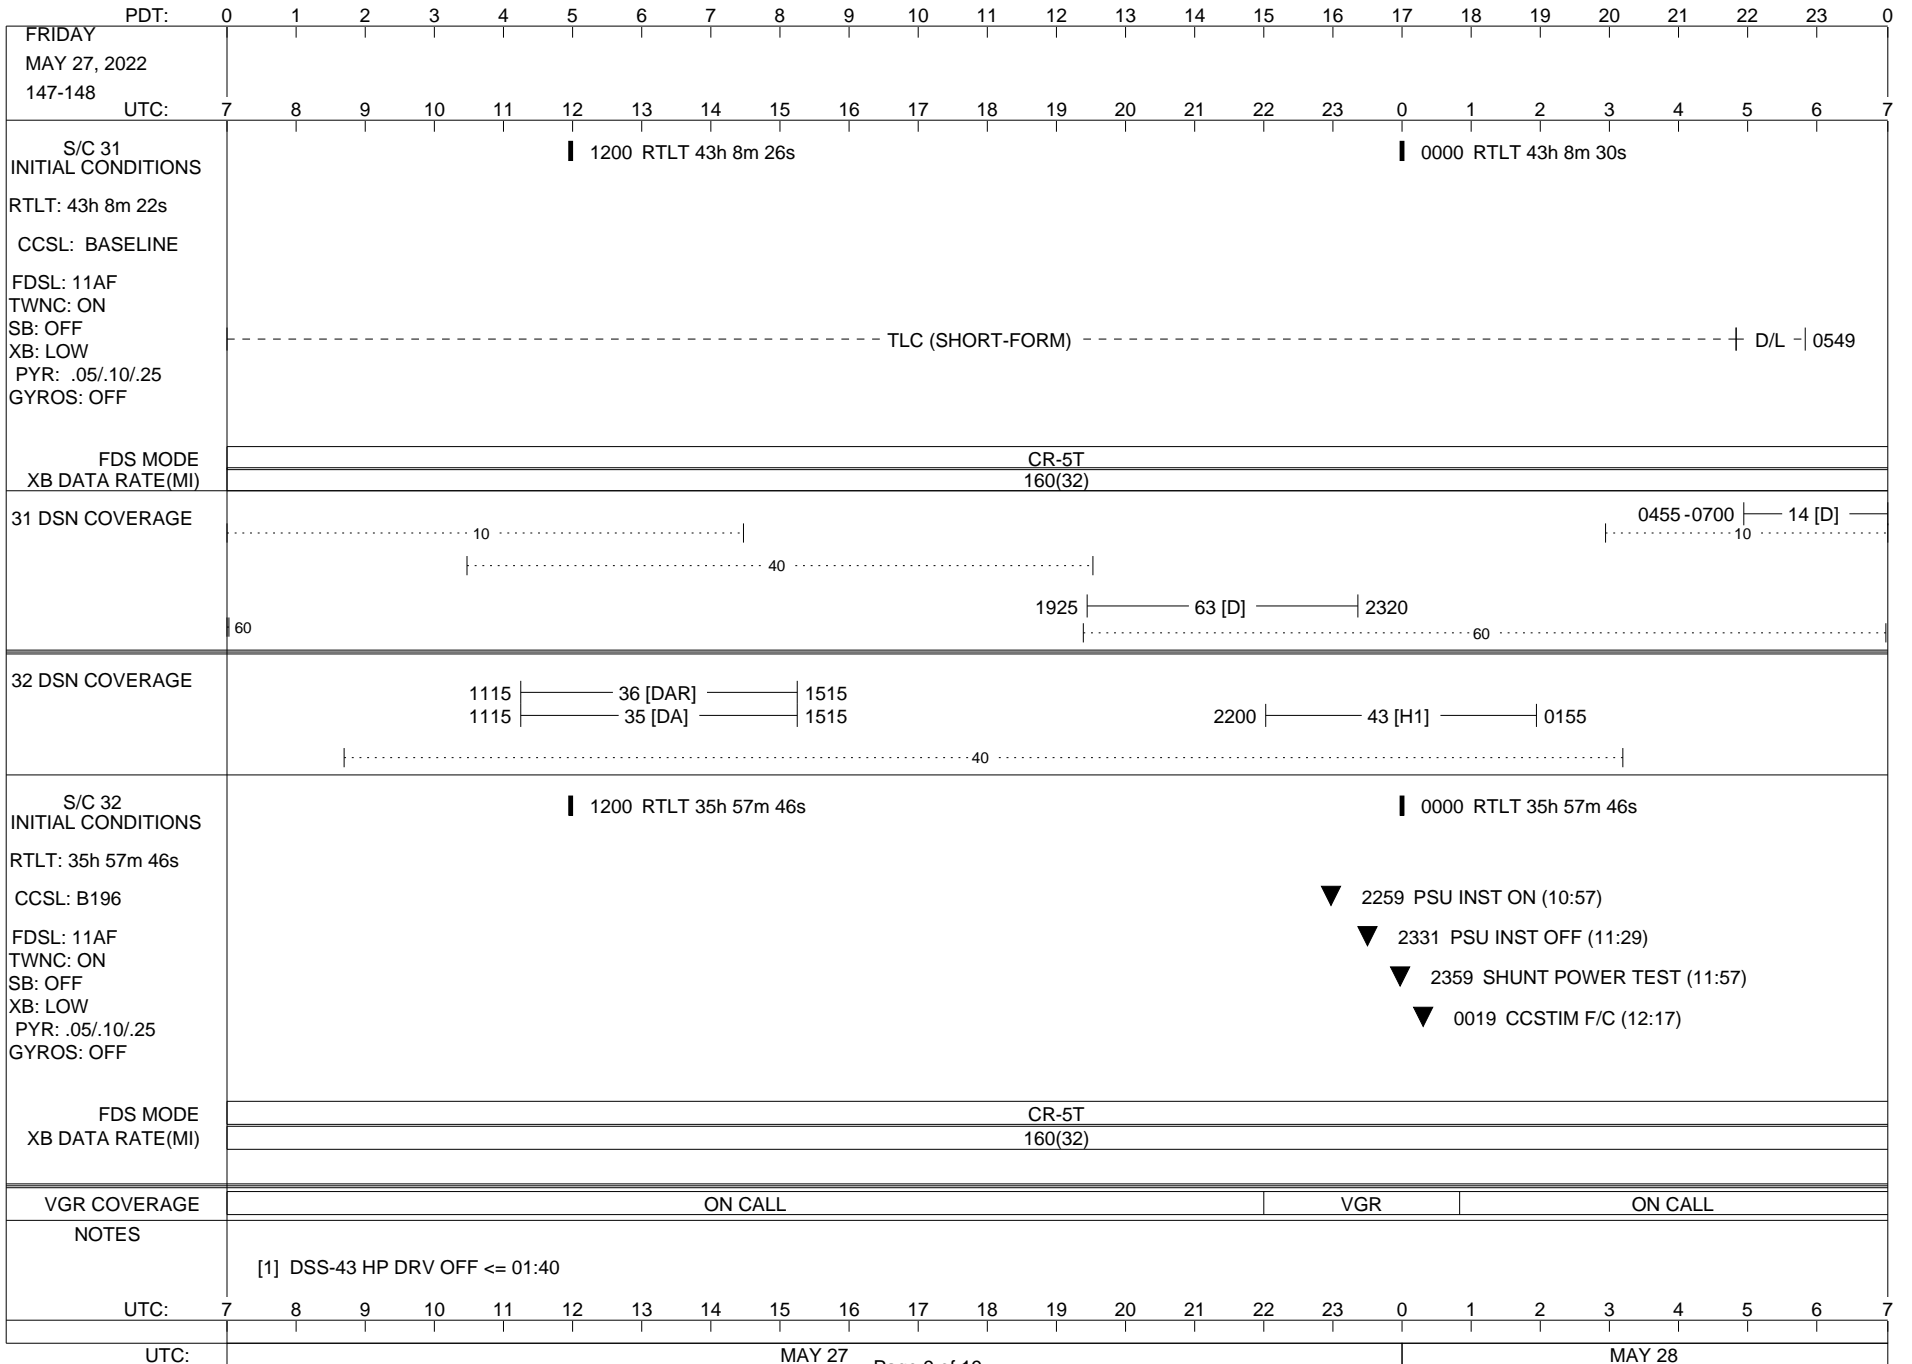 PDT: 0 1 2 3 4 5 6 7 8 9 10 11 12 13 14 15 16 17 18 19 20 21 22 23 0
FRIDAY
MAY 27, 2022
147-148
UTC: 7 8 9 10 11 12 13 14 15 16 17 18 19 20 21 22 23 0 1 2 3 4 5 6 7
S/C 31
INITIAL CONDITIONS
1200 RTLT 43h 8m 26s
0000 RTLT 43h 8m 30s
RTLT: 43h 8m 22s
CCSL: BASELINE
FDSL: 11AF
TWNC: ON
SB: OFF
XB: LOW
PYR: .05/.10/.25
GYROS: OFF
TLC (SHORT-FORM) D/L 0549
FDS MODE CR-5T
XB DATA RATE(MI) 160(32)
31 DSN COVERAGE
0455-0700 14 [D]
10 10
40
1925 63 [D] 2320
60 60
32 DSN COVERAGE
1115 36 [DAR] 1515
1115 35 [DA] 1515
2200 43 [H1] 0155
40
S/C 32
INITIAL CONDITIONS
1200 RTLT 35h 57m 46s
0000 RTLT 35h 57m 46s
RTLT: 35h 57m 46s
CCSL: B196
FDSL: 11AF
TWNC: ON
SB: OFF
XB: LOW
PYR: .05/.10/.25
GYROS: OFF
2259 PSU INST ON (10:57)
2331 PSU INST OFF (11:29)
2359 SHUNT POWER TEST (11:57)
0019 CCSTIM F/C (12:17)
FDS MODE CR-5T
XB DATA RATE(MI) 160(32)
VGR COVERAGE ON CALL VGR ON CALL
NOTES
[1] DSS-43 HP DRV OFF <= 01:40
UTC: 7 8 9 10 11 12 13 14 15 16 17 18 19 20 21 22 23 0 1 2 3 4 5 6 7
UTC: MAY 27 MAY 28